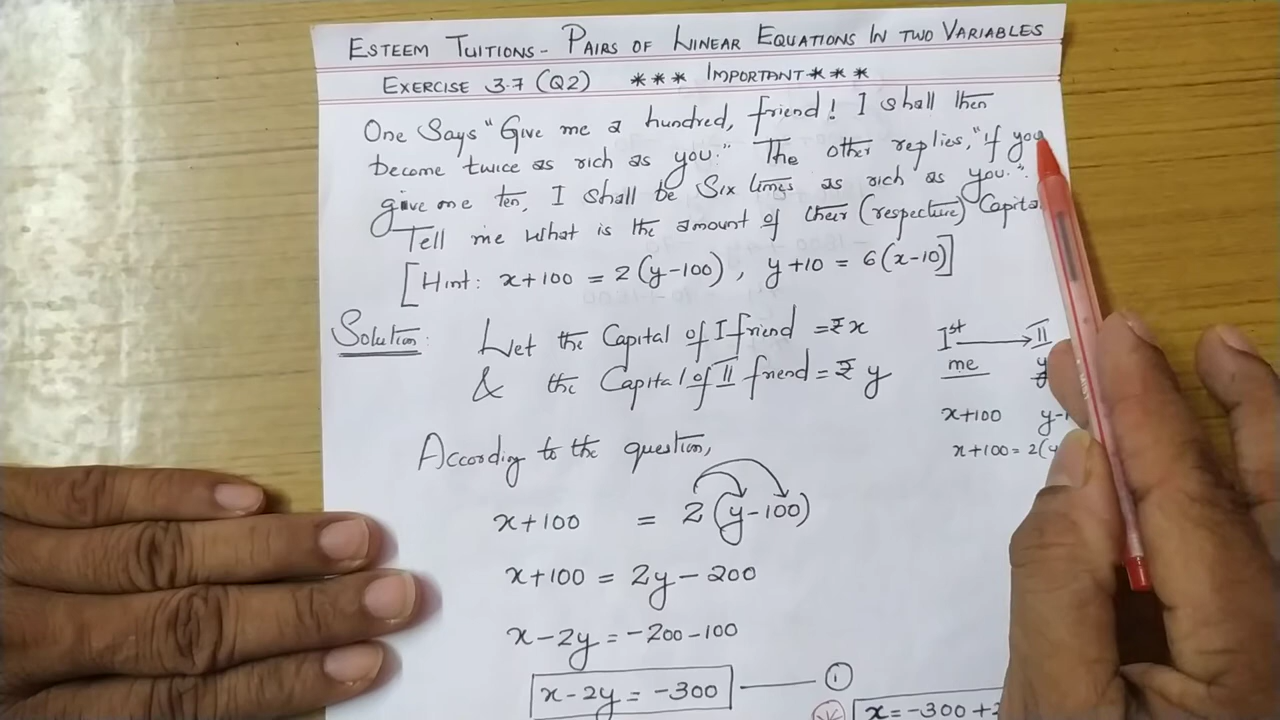 ESTEEM TUITIONS - PAIRS OF LINEAR EQUATIONS IN TWO VARIABLES
EXERCISE 3.7 (Q2) *** IMPORTANT ***
One Says "Give me a hundred, friend! I shall then
become twice as rich as you." The other replies, "if you
give me ten, I shall be Six times as rich as you."
Tell me what is the amount of their (respective) Capital
[Hint: x+100 = 2(y-100), y+10 = 6(x-10)]
Solution: Let the Capital of I friend = ₹ x
& the Capital of II friend = ₹ y
Ist → II
me
x+100 y-1
x+100 = 2(y
According to the question,
x+100 = 2(y-100)
x+100 = 2y-200
x-2y = -200-100
x-2y = -300 ①
x = -300+2